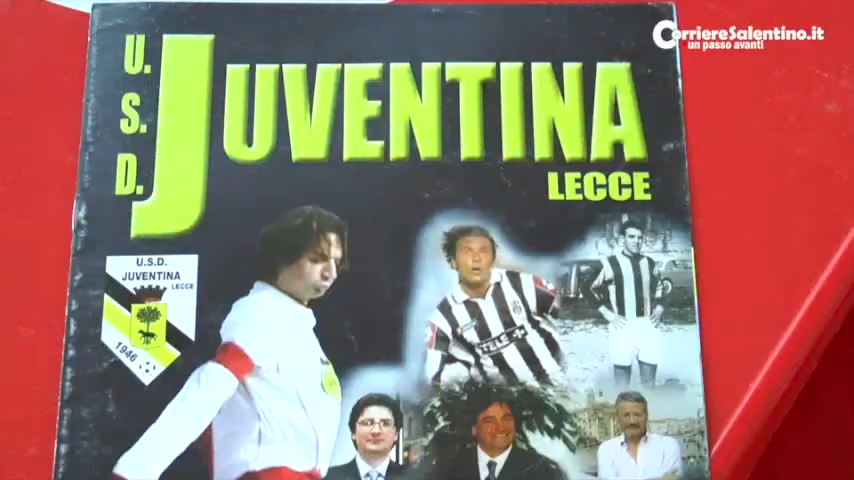 CorriereSalentino.it
un passo avanti
U.S.D. JUVENTINA
LECCE
U.S.D.
JUVENTINA
LECCE
1946
TELE+